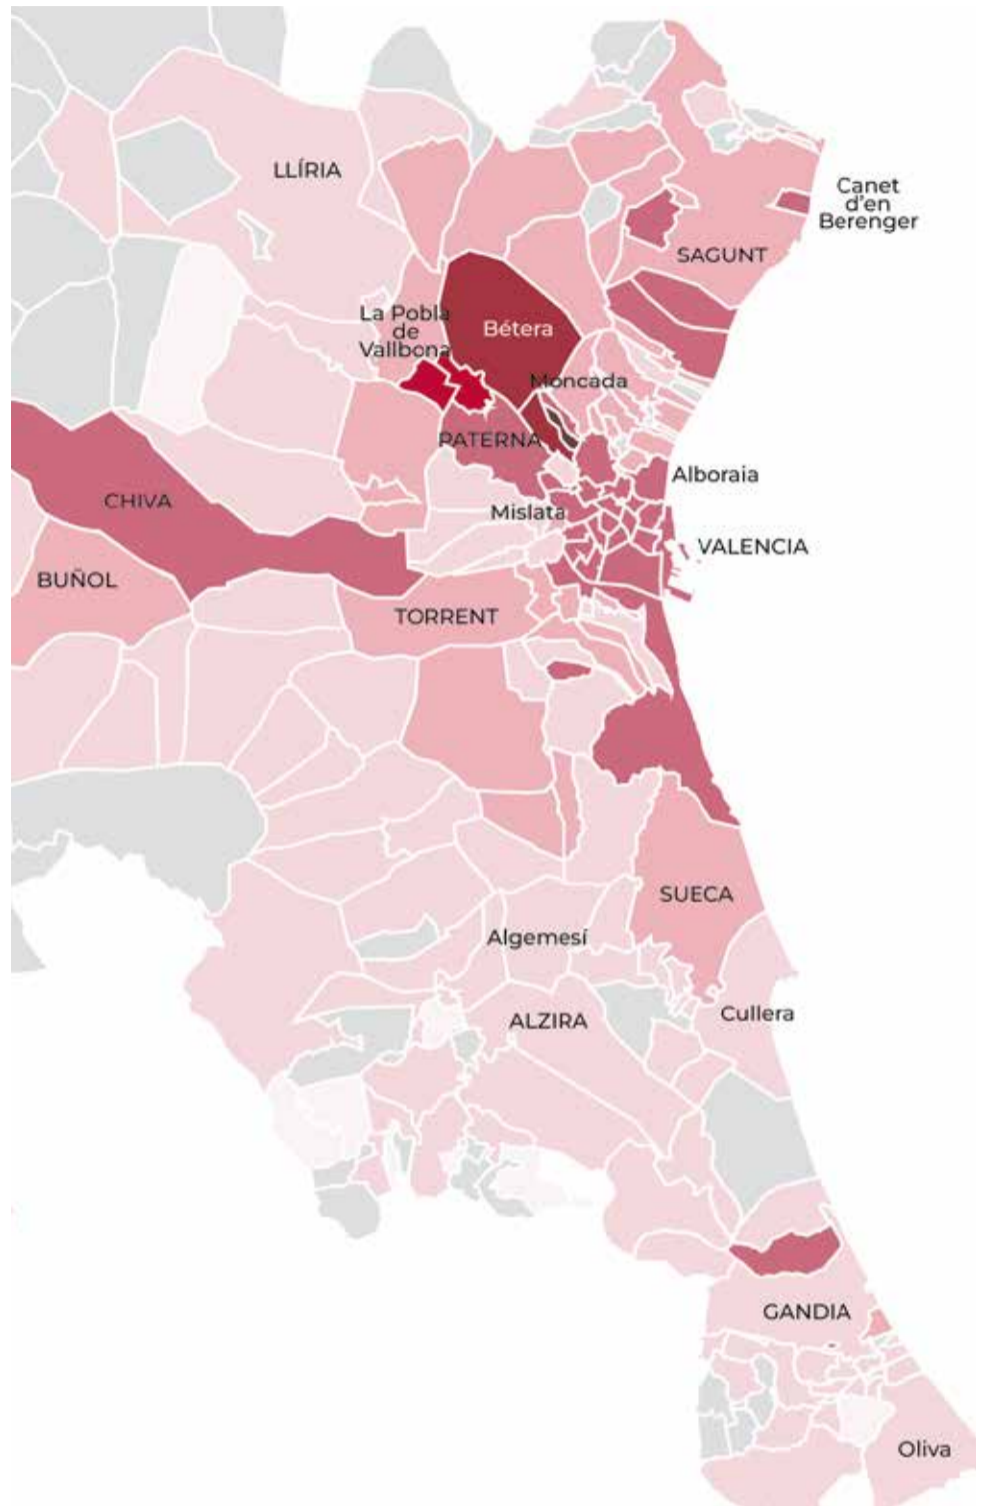 LLÍRIA
Canet
d'en
Berenger
SAGUNT
La Pobla
de
Vallbona
Bétera
Moncada
PATERNA
Alboraia
CHIVA
Mislata
VALENCIA
BUÑOL
TORRENT
SUECA
Algemesí
Cullera
ALZIRA
GANDIA
Oliva